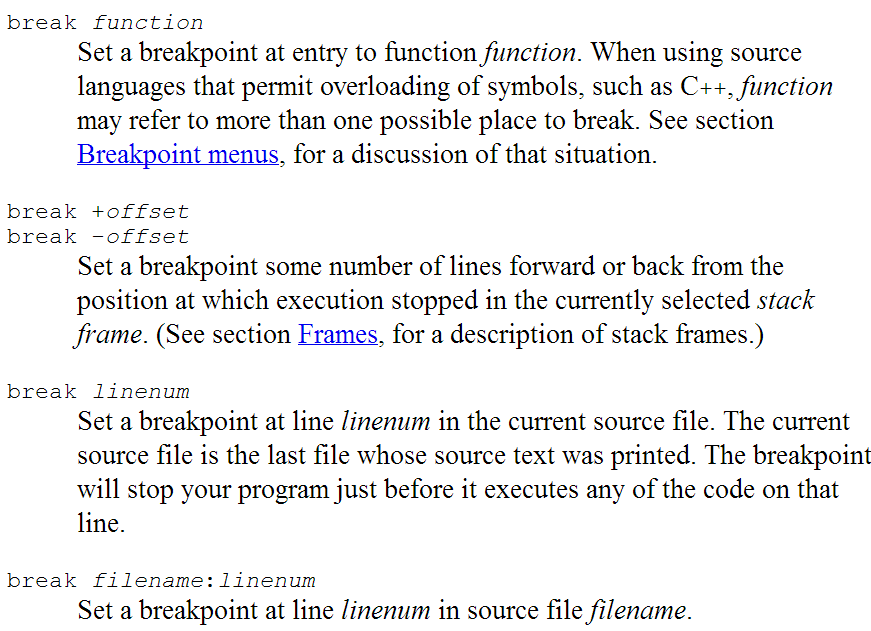 break function
Set a breakpoint at entry to function function. When using source
languages that permit overloading of symbols, such as C++, function
may refer to more than one possible place to break. See section
Breakpoint menus, for a discussion of that situation.
break +offset
break -offset
Set a breakpoint some number of lines forward or back from the
position at which execution stopped in the currently selected stack
frame. (See section Frames, for a description of stack frames.)
break linenum
Set a breakpoint at line linenum in the current source file. The current
source file is the last file whose source text was printed. The breakpoint
will stop your program just before it executes any of the code on that
line.
break filename:linenum
Set a breakpoint at line linenum in source file filename.